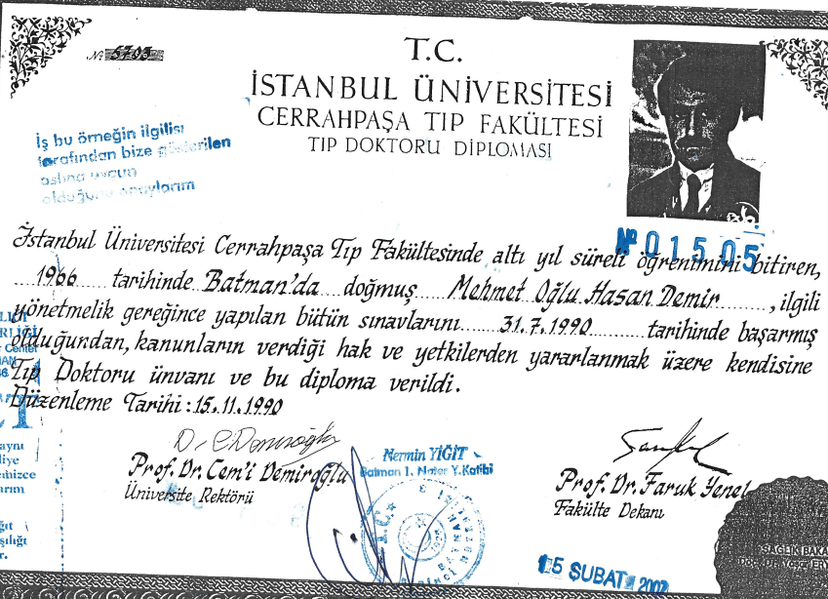 T.C.
İSTANBUL ÜNİVERSİTESİ
CERRAHPAŞA TIP FAKÜLTESİ
TIP DOKTORU DİPLOMASI
№ 5703
İş bu örneğin ilgilisi
tarafından bize gösterilen
aslına uygun
olduğunu onaylarım
№ 01505
İstanbul Üniversitesi Cerrahpaşa Tıp Fakültesinde altı yıl süreli öğrenimini bitiren,
1966 tarihinde Batman'da doğmuş Mehmet Oğlu Hasan Demir, ilgili
yönetmelik gereğince yapılan bütün sınavlarını 31.7.1990 tarihinde başarmış
olduğundan, kanunların verdiği hak ve yetkilerden yararlanmak üzere kendisine
Tıp Doktoru ünvanı ve bu diploma verildi.
Düzenleme Tarihi: 15.11.1990
Prof. Dr. Cem'i Demiroğlu
Üniversite Rektörü
Nermin YİĞİT
Batman 1. Noter Y.Katibi
Prof. Dr. Faruk Yenel
Fakülte Dekanı
15 ŞUBAT 2007
T.C.
SAĞLIK BAKA